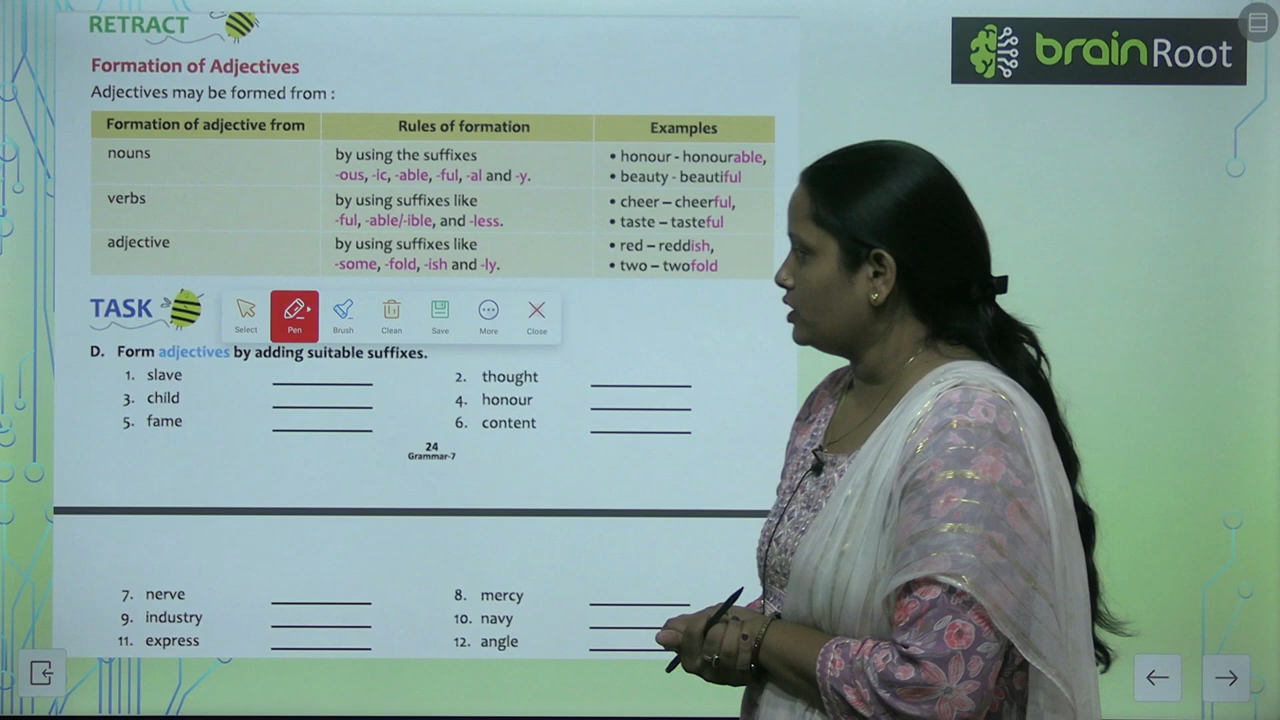 RETRACT
brainRoot
Formation of Adjectives
Adjectives may be formed from :
Formation of adjective from Rules of formation Examples
nouns by using the suffixes • honour - honourable,
-ous, -ic, -able, -ful, -al and -y. • beauty - beautiful
verbs by using suffixes like • cheer – cheerful,
-ful, -able/-ible, and -less. • taste – tasteful
adjective by using suffixes like • red – reddish,
-some, -fold, -ish and -ly. • two – twofold
TASK
Select Pen Brush Clean Save More Close
D. Form adjectives by adding suitable suffixes.
1. slave 2. thought
3. child 4. honour
5. fame 6. content
24
Grammar-7
7. nerve 8. mercy
9. industry 10. navy
11. express 12. angle